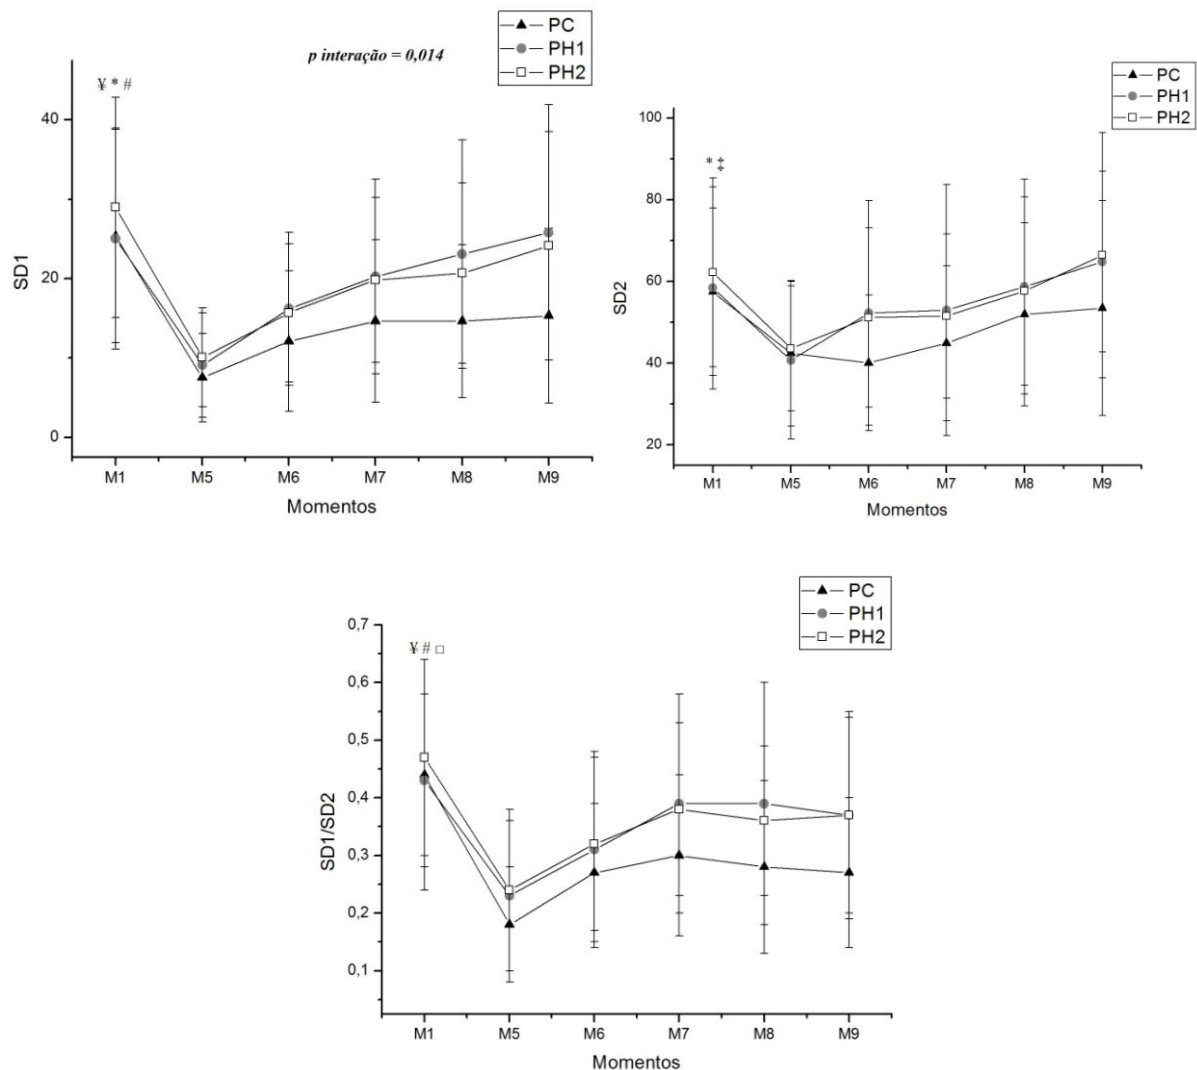 p interação = 0,014
PC
PH1
PH2
¥ * #
SD1
40
20
0
M1 M5 M6 M7 M8 M9
Momentos
PC
PH1
PH2
* ‡
SD2
100
80
60
40
20
M1 M5 M6 M7 M8 M9
Momentos
PC
PH1
PH2
¥ # □
SD1/SD2
0,7
0,6
0,5
0,4
0,3
0,2
0,1
M1 M5 M6 M7 M8 M9
Momentos